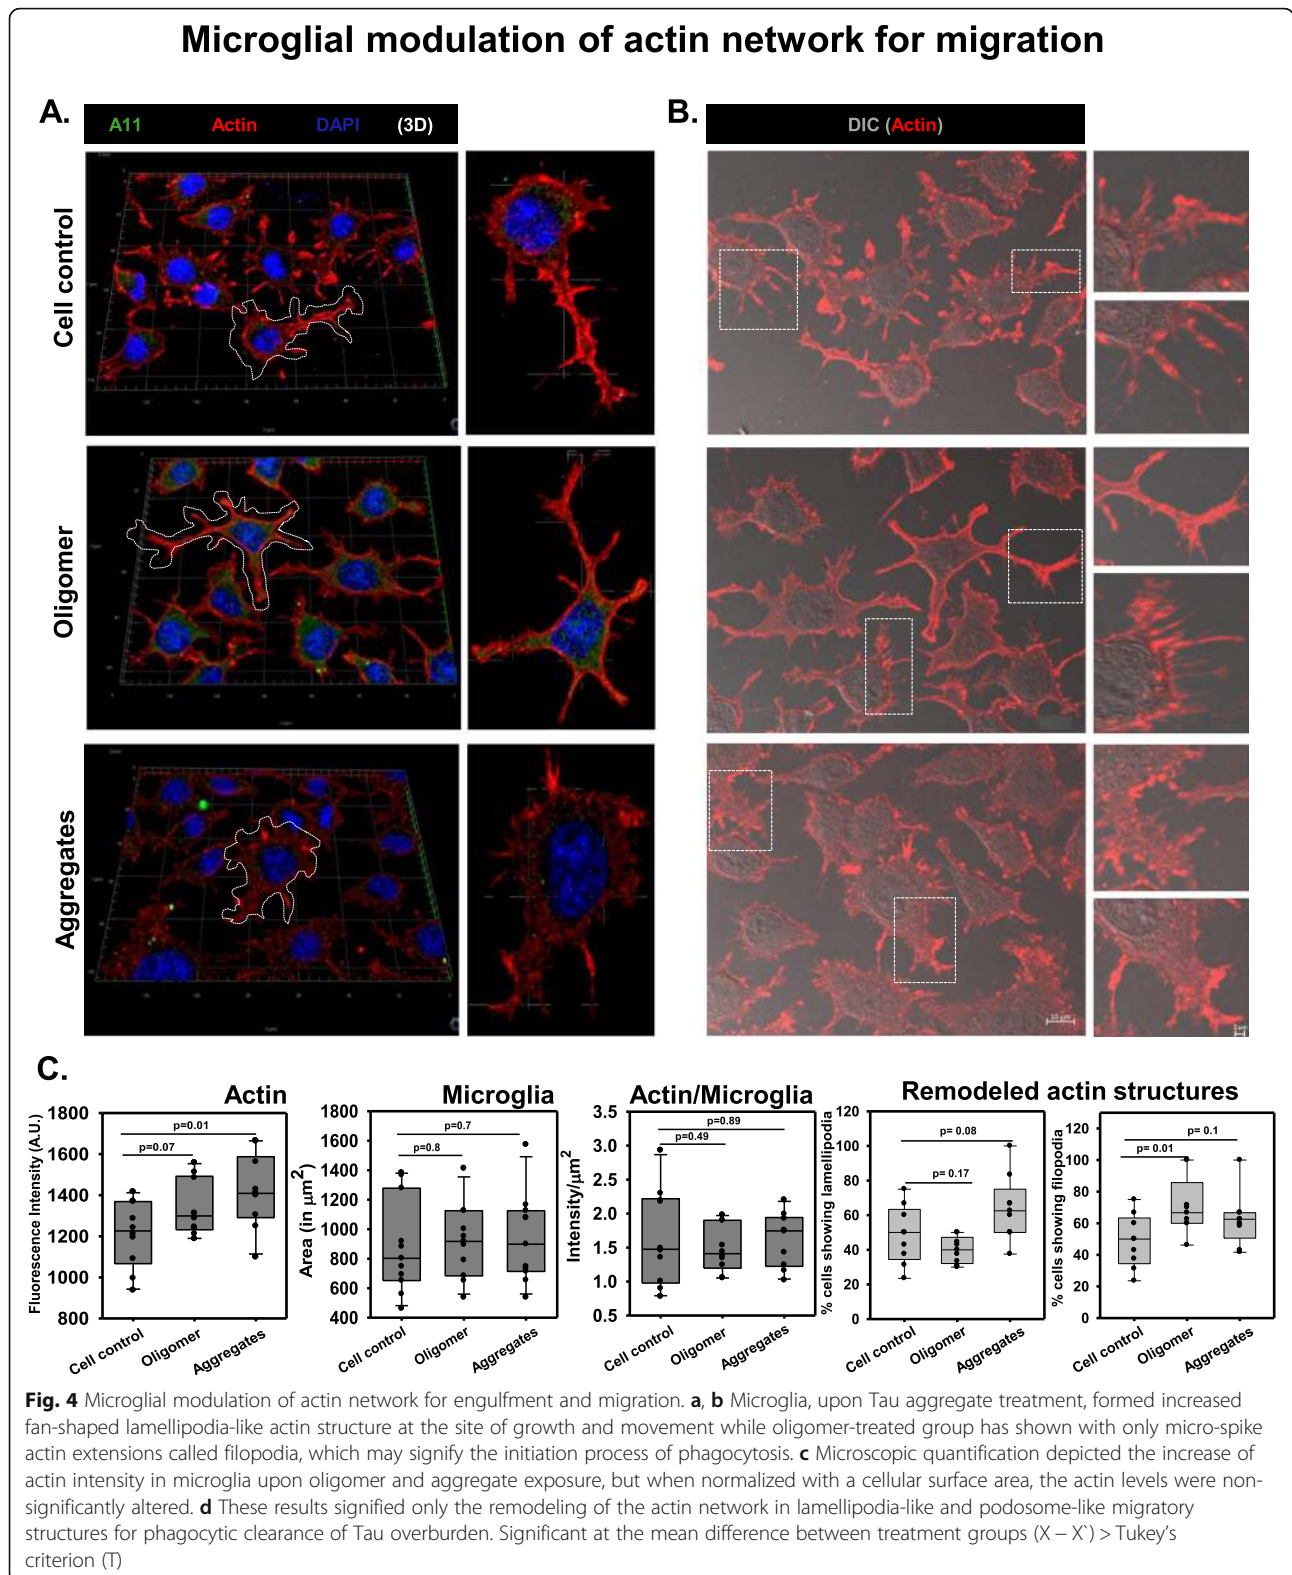 Microglial modulation of actin network for migration
A.
A11 Actin DAPI (3D)
B.
DIC (Actin)
Cell control
Oligomer
Aggregates
10 µm
C.
Actin
Fluorescence Intensity (A.U.)
1800
1600
1400
1200
1000
800
p=0.01
p=0.07
Cell control
Oligomer
Aggregates
Microglia
Area (in µm²)
1800
1600
1400
1200
1000
800
600
400
p=0.7
p=0.8
Cell control
Oligomer
Aggregates
Actin/Microglia
Intensity/µm²
3.5
3.0
2.5
2.0
1.5
1.0
0.5
p=0.89
p=0.49
Cell control
Oligomer
Aggregates
Remodeled actin structures
% cells showing lamellipodia
120
100
80
60
40
20
0
p= 0.08
p= 0.17
Cell control
Oligomer
Aggregates
% cells showing filopodia
120
100
80
60
40
20
0
p= 0.1
p= 0.01
Cell control
Oligomer
Aggregates
Fig. 4 Microglial modulation of actin network for engulfment and migration. a, b Microglia, upon Tau aggregate treatment, formed increased
fan-shaped lamellipodia-like actin structure at the site of growth and movement while oligomer-treated group has shown with only micro-spike
actin extensions called filopodia, which may signify the initiation process of phagocytosis. c Microscopic quantification depicted the increase of
actin intensity in microglia upon oligomer and aggregate exposure, but when normalized with a cellular surface area, the actin levels were non-
significantly altered. d These results signified only the remodeling of the actin network in lamellipodia-like and podosome-like migratory
structures for phagocytic clearance of Tau overburden. Significant at the mean difference between treatment groups (X – X`) > Tukey's
criterion (T)